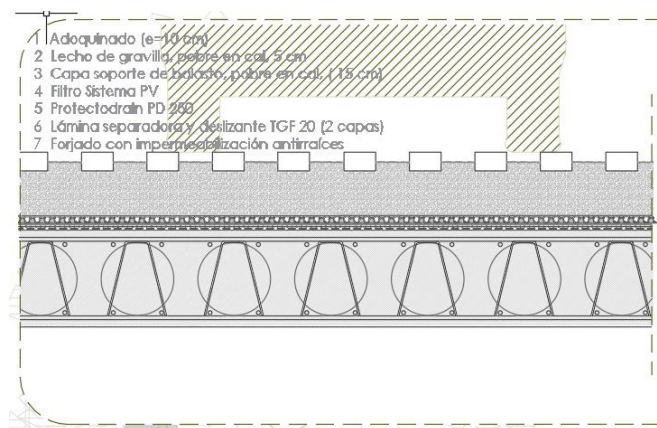 1 Adoquinado (e=10 cm)
2 Lecho de gravilla, pobre en cal, 5 cm
3 Capa soporte de balasto, pobre en cal, ( 15 cm)
4 Filtro Sistema PV
5 Protectodrain PD 250
6 Lámina separadora y deslizante TGF 20 (2 capas)
7 Forjado con impermeabilización antirraíces